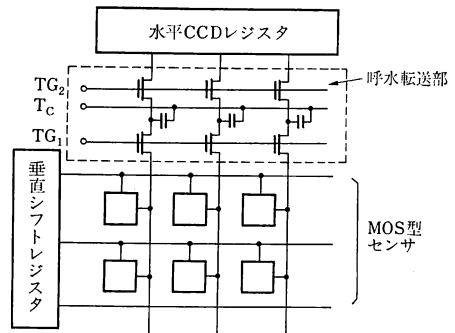 水平CCDレジスタ
TG2
呼水転送部
TC
TG1
垂直シフトレジスタ
MOS型
センサ